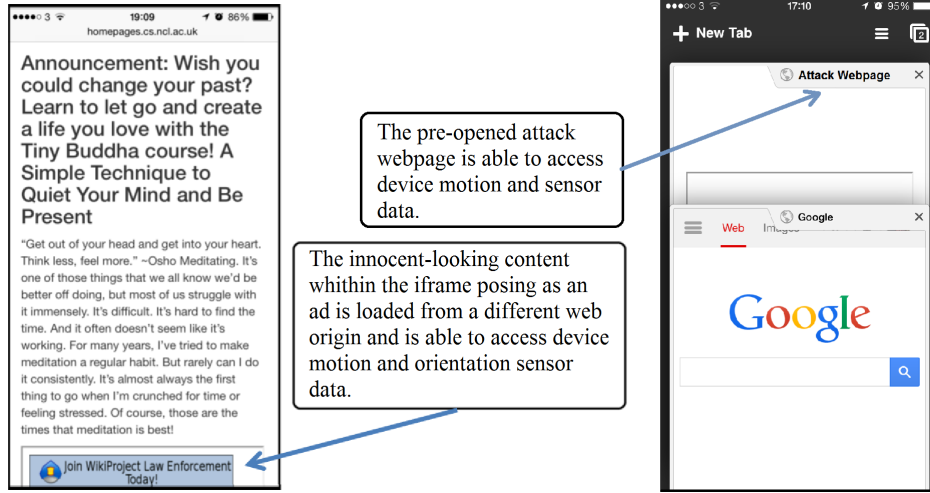 3
19:09
86%
homepages.cs.ncl.ac.uk
Announcement: Wish you
could change your past?
Learn to let go and create
a life you love with the
Tiny Buddha course! A
Simple Technique to
Quiet Your Mind and Be
Present
“Get out of your head and get into your heart.
Think less, feel more.” ~Osho Meditating. It’s
one of those things that we all know we’d be
better off doing, but most of us struggle with
it immensely. It’s difficult. It’s hard to find the
time. And it often doesn’t seem like it’s
working. For many years, I’ve tried to make
meditation a regular habit. But rarely can I do
it consistently. It’s almost always the first
thing to go when I’m crunched for time or
feeling stressed. Of course, those are the
times that meditation is best!
Join WikiProject Law Enforcement
Today!
The pre-opened attack
webpage is able to access
device motion and sensor
data.
The innocent-looking content
whithin the iframe posing as an
ad is loaded from a different web
origin and is able to access device
motion and orientation sensor
data.
3
17:10
95%
New Tab
2
Attack Webpage
Google
Web Images
Google